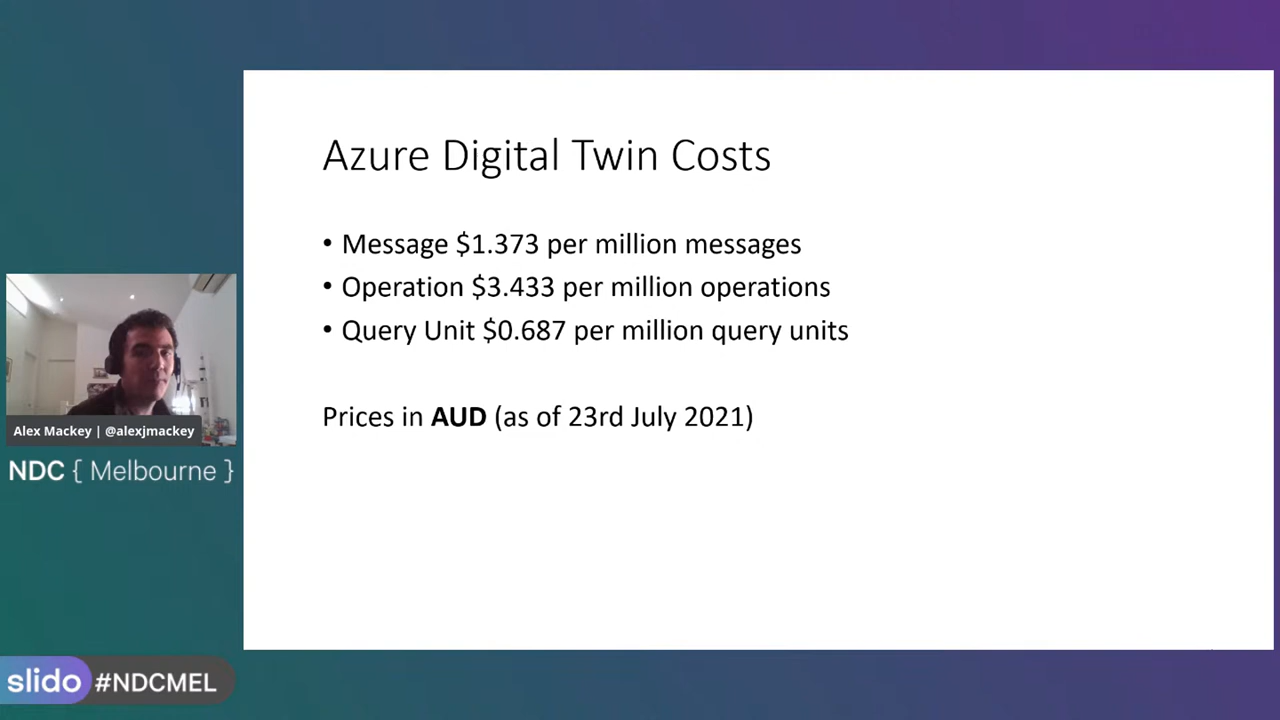 Azure Digital Twin Costs
• Message $1.373 per million messages
• Operation $3.433 per million operations
• Query Unit $0.687 per million query units
Prices in AUD (as of 23rd July 2021)
Alex Mackey | @alexjmackey
NDC { Melbourne }
slido #NDCMEL